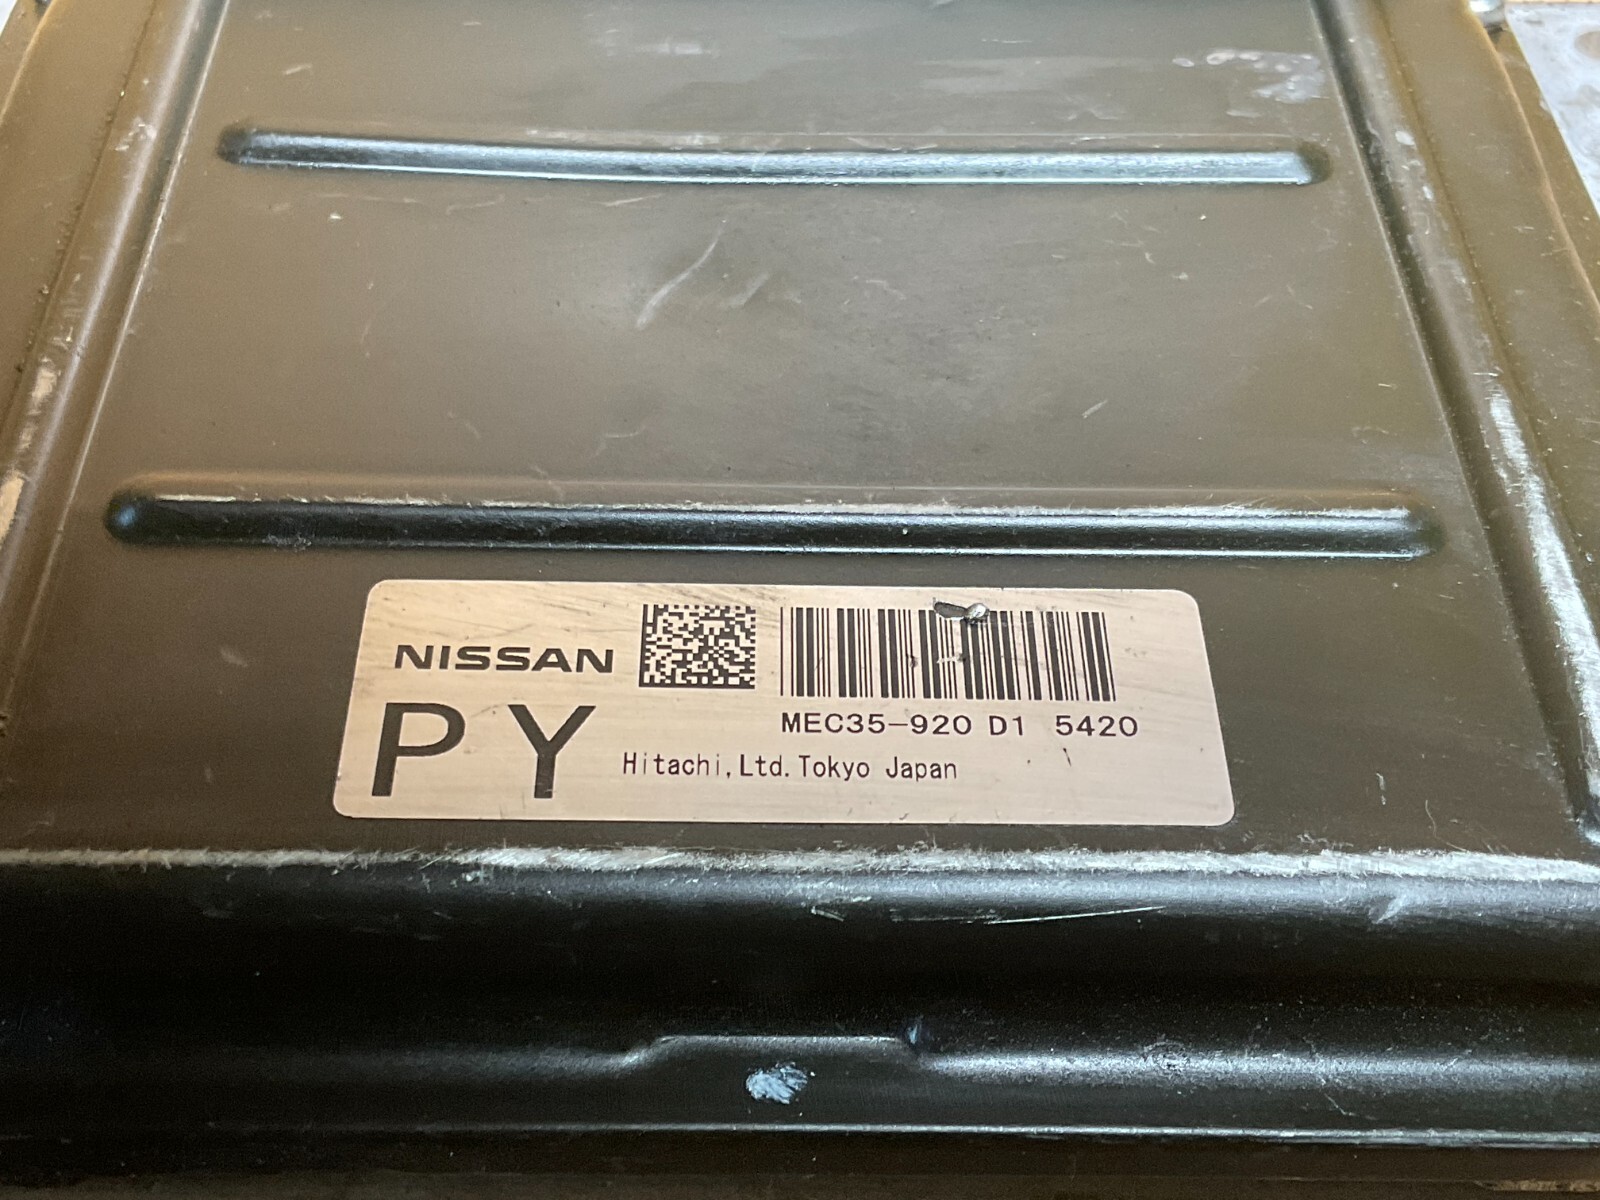 NISSAN
PY
MEC35-920 D1 5420
Hitachi,Ltd.Tokyo Japan